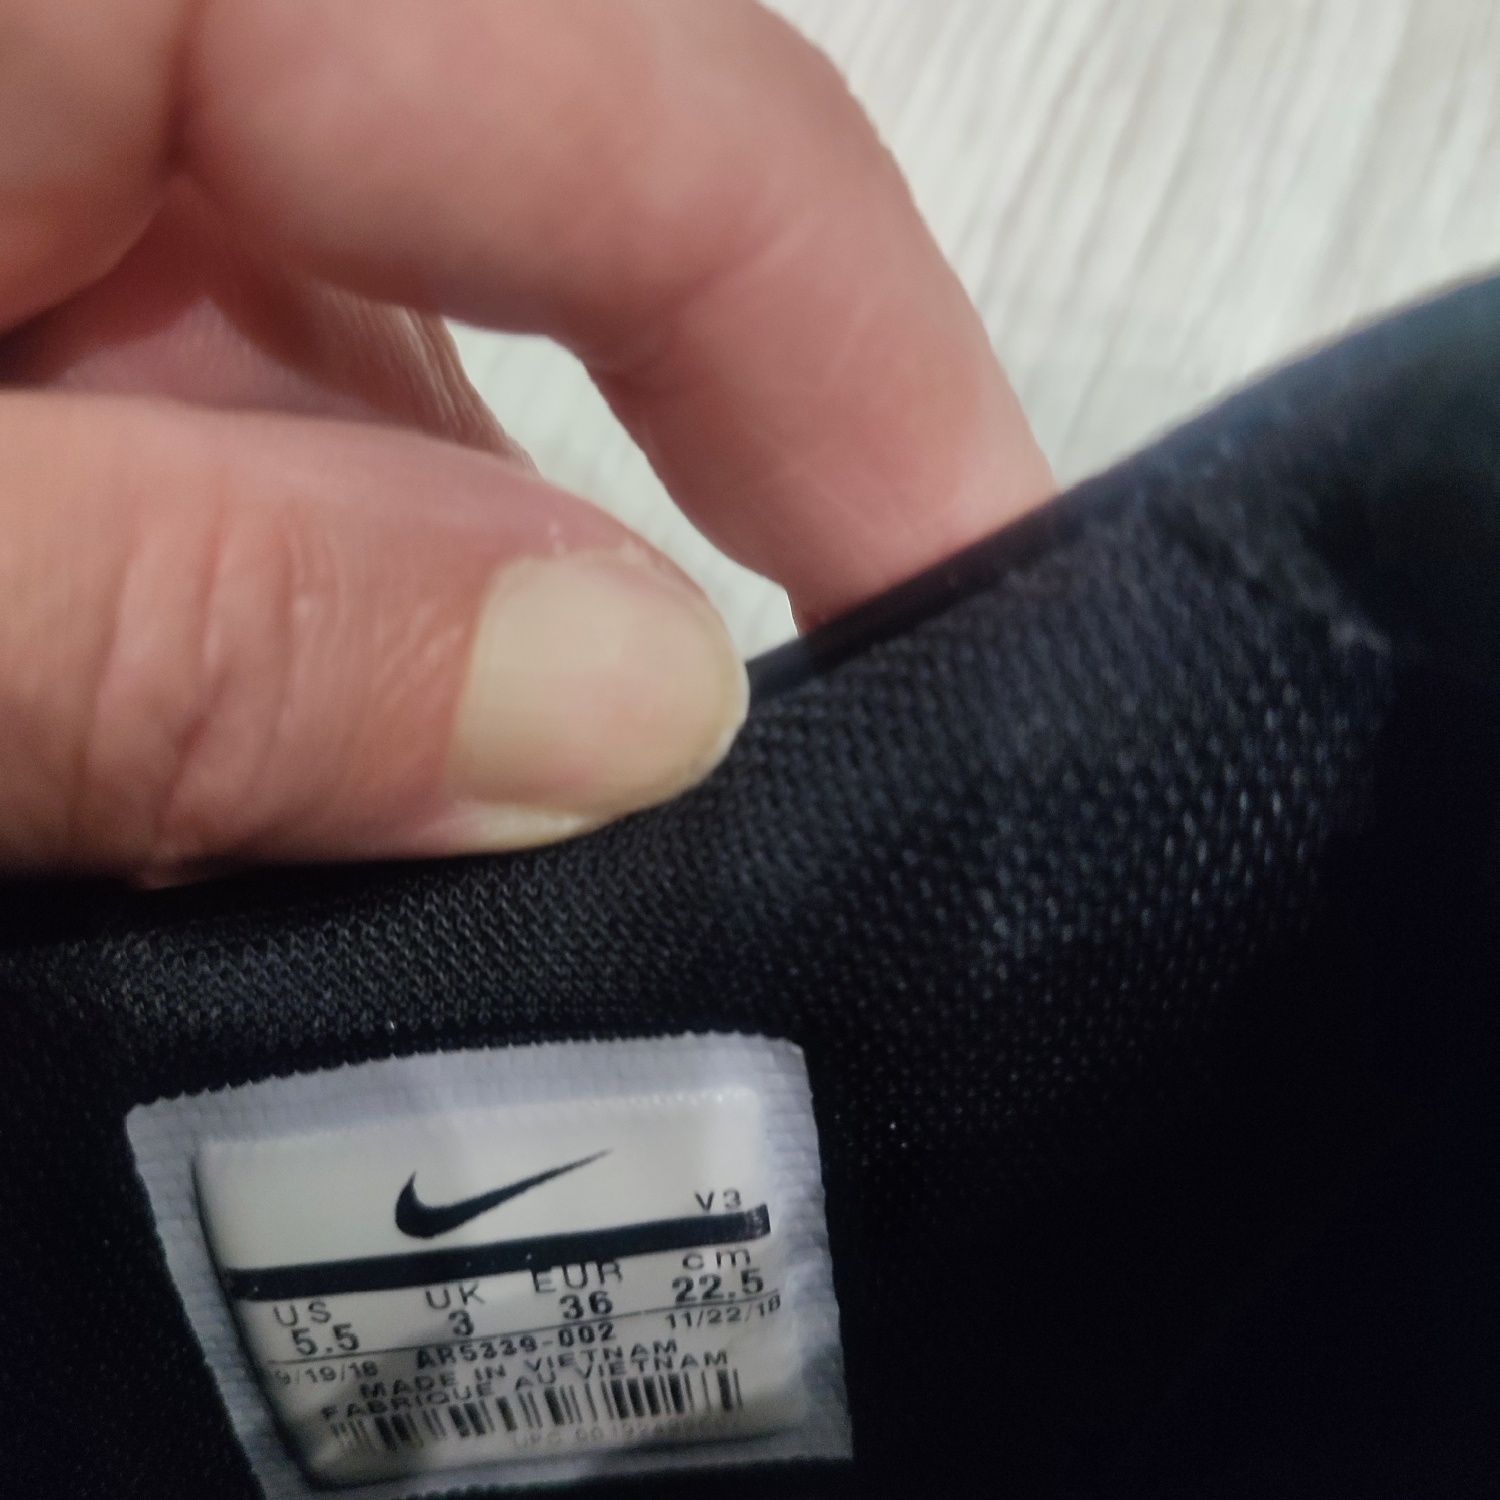 V3
US UK EUR cm
5.5 3 36 22.5
9/19/18 AR5339-002 11/22/18
MADE IN VIETNAM
FABRIQUE AU VIETNAM
UPC